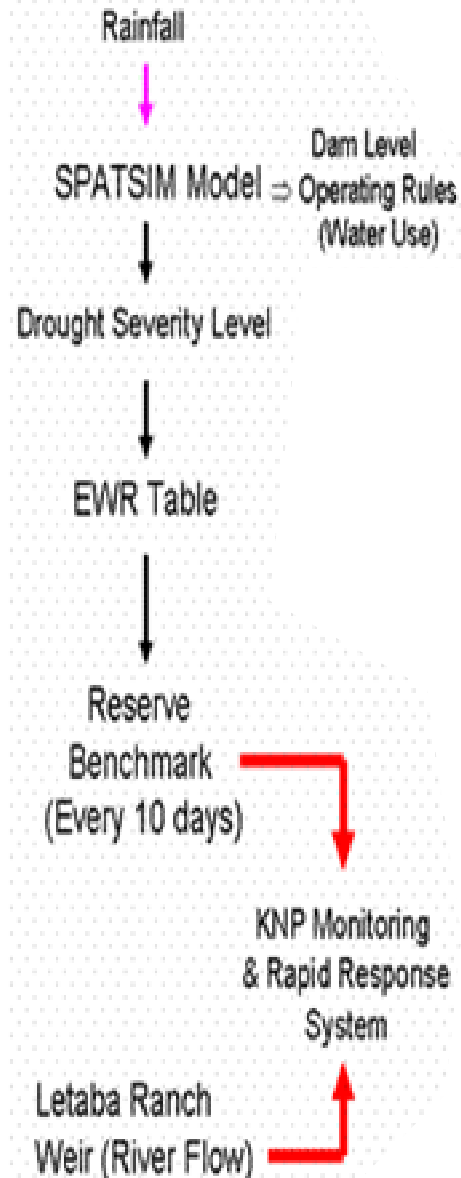 Rainfall
SPATSIM Model ⇒
Dam Level
Operating Rules
(Water Use)
Drought Severity Level
EWR Table
Reserve
Benchmark
(Every 10 days)
KNP Monitoring
& Rapid Response
System
Letaba Ranch
Weir (River Flow)